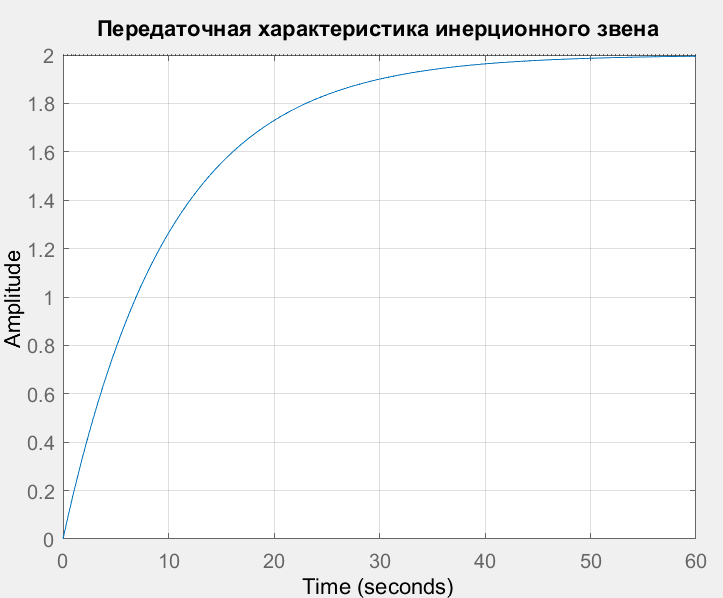 Передаточная характеристика инерционного звена
2
1.8
1.6
1.4
1.2
1
0.8
0.6
0.4
0.2
0
Amplitude
0 10 20 30 40 50 60
Time (seconds)